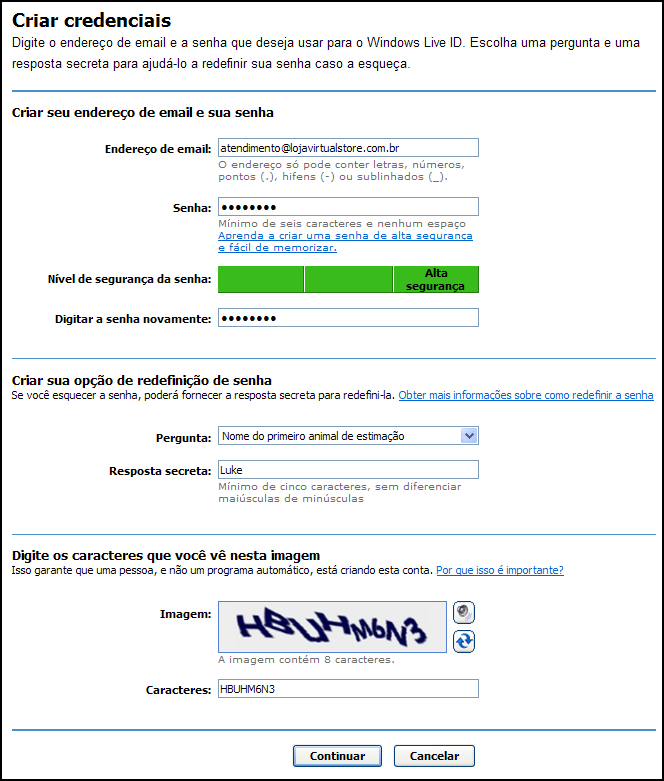 Criar credenciais
Digite o endereço de email e a senha que deseja usar para o Windows Live ID. Escolha uma pergunta e uma
resposta secreta para ajudá-lo a redefinir sua senha caso a esqueça.
Criar seu endereço de email e sua senha
Endereço de email: atendimento@lojavirtualstore.com.br
O endereço só pode conter letras, números,
pontos (.), hifens (-) ou sublinhados (_).
Senha: ••••••••
Mínimo de seis caracteres e nenhum espaço
Aprenda a criar uma senha de alta segurança
e fácil de memorizar.
Nível de segurança da senha: Alta
segurança
Digitar a senha novamente: ••••••••
Criar sua opção de redefinição de senha
Se você esquecer a senha, poderá fornecer a resposta secreta para redefini-la. Obter mais informações sobre como redefinir a senha
Pergunta: Nome do primeiro animal de estimação
Resposta secreta: Luke
Mínimo de cinco caracteres, sem diferenciar
maiúsculas de minúsculas
Digite os caracteres que você vê nesta imagem
Isso garante que uma pessoa, e não um programa automático, está criando esta conta. Por que isso é importante?
Imagem: HBUHM6N3
A imagem contém 8 caracteres.
Caracteres: HBUHM6N3
Continuar Cancelar